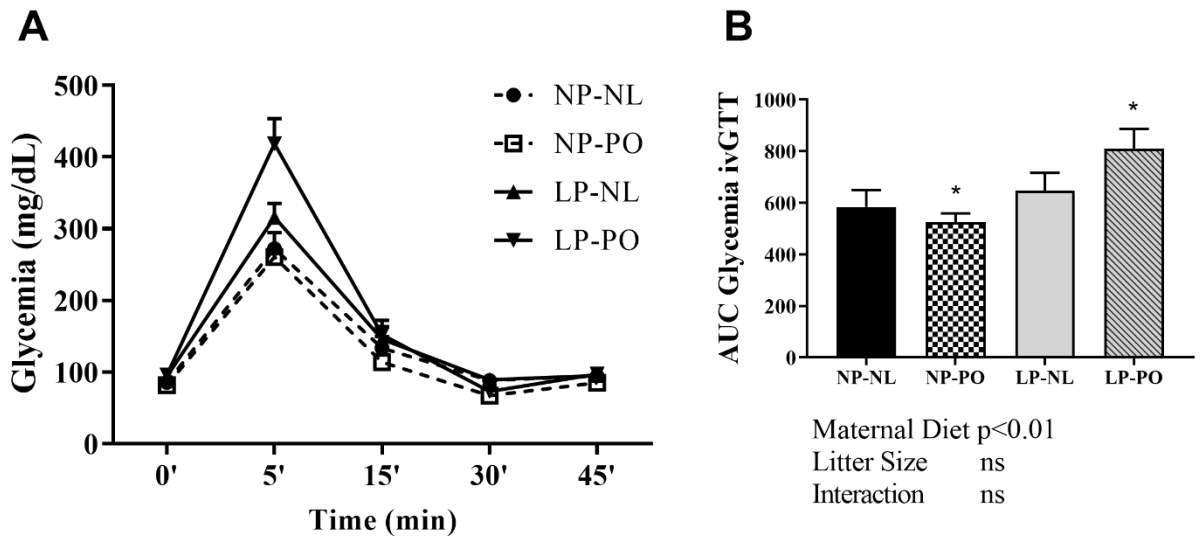 A
Glycemia (mg/dL)
500
400
300
200
100
0
0' 5' 15' 30' 45'
Time (min)
NP-NL
NP-PO
LP-NL
LP-PO
B
AUC Glycemia ivGTT
1000
800
600
400
200
0
* *
NP-NL NP-PO LP-NL LP-PO
Maternal Diet p<0.01
Litter Size ns
Interaction ns